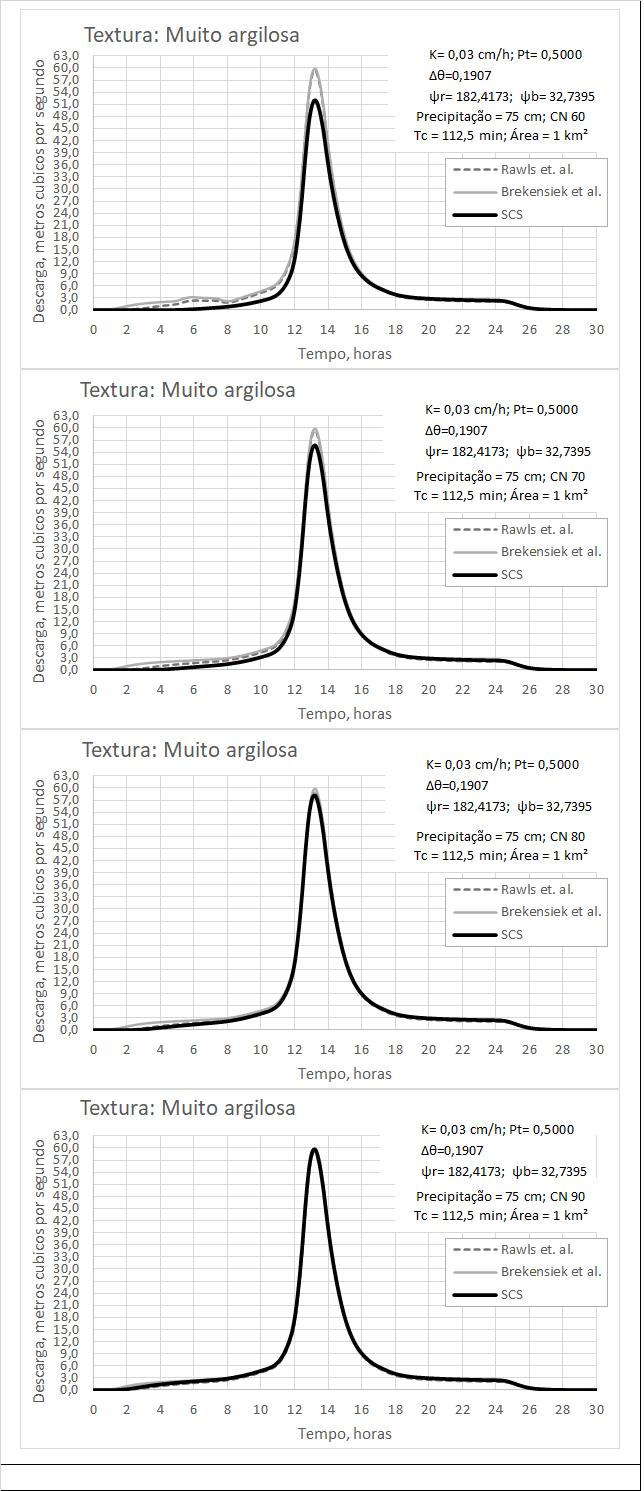 Textura: Muito argilosa
K= 0,03 cm/h; Pt= 0,5000
Δθ=0,1907
ψr= 182,4173; ψb= 32,7395
Precipitação = 75 cm; CN 60
Tc = 112,5 min; Área = 1 km²
Rawls et. al.
Brekensiek et al.
SCS
Descarga, metros cubicos por segundo
63,0
60,0
57,0
54,0
51,0
48,0
45,0
42,0
39,0
36,0
33,0
30,0
27,0
24,0
21,0
18,0
15,0
12,0
9,0
6,0
3,0
0,0
0 2 4 6 8 10 12 14 16 18 20 22 24 26 28 30
Tempo, horas
Textura: Muito argilosa
K= 0,03 cm/h; Pt= 0,5000
Δθ=0,1907
ψr= 182,4173; ψb= 32,7395
Precipitação = 75 cm; CN 70
Tc = 112,5 min; Área = 1 km²
Rawls et. al.
Brekensiek et al.
SCS
Descarga, metros cubicos por segundo
63,0
60,0
57,0
54,0
51,0
48,0
45,0
42,0
39,0
36,0
33,0
30,0
27,0
24,0
21,0
18,0
15,0
12,0
9,0
6,0
3,0
0,0
0 2 4 6 8 10 12 14 16 18 20 22 24 26 28 30
Tempo, horas
Textura: Muito argilosa
K= 0,03 cm/h; Pt= 0,5000
Δθ=0,1907
ψr= 182,4173; ψb= 32,7395
Precipitação = 75 cm; CN 80
Tc = 112,5 min; Área = 1 km²
Rawls et. al.
Brekensiek et al.
SCS
Descarga, metros cubicos por segundo
63,0
60,0
57,0
54,0
51,0
48,0
45,0
42,0
39,0
36,0
33,0
30,0
27,0
24,0
21,0
18,0
15,0
12,0
9,0
6,0
3,0
0,0
0 2 4 6 8 10 12 14 16 18 20 22 24 26 28 30
Tempo, horas
Textura: Muito argilosa
K= 0,03 cm/h; Pt= 0,5000
Δθ=0,1907
ψr= 182,4173; ψb= 32,7395
Precipitação = 75 cm; CN 90
Tc = 112,5 min; Área = 1 km²
Rawls et. al.
Brekensiek et al.
SCS
Descarga, metros cubicos por segundo
63,0
60,0
57,0
54,0
51,0
48,0
45,0
42,0
39,0
36,0
33,0
30,0
27,0
24,0
21,0
18,0
15,0
12,0
9,0
6,0
3,0
0,0
0 2 4 6 8 10 12 14 16 18 20 22 24 26 28 30
Tempo, horas